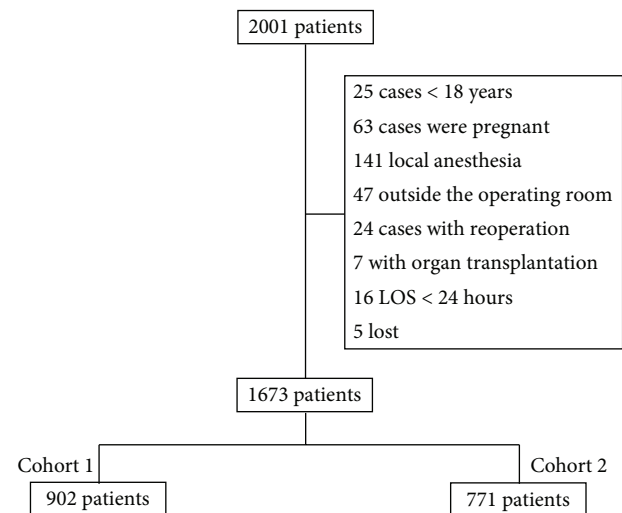 2001 patients
25 cases < 18 years
63 cases were pregnant
141 local anesthesia
47 outside the operating room
24 cases with reoperation
7 with organ transplantation
16 LOS < 24 hours
5 lost
1673 patients
Cohort 1
Cohort 2
902 patients
771 patients